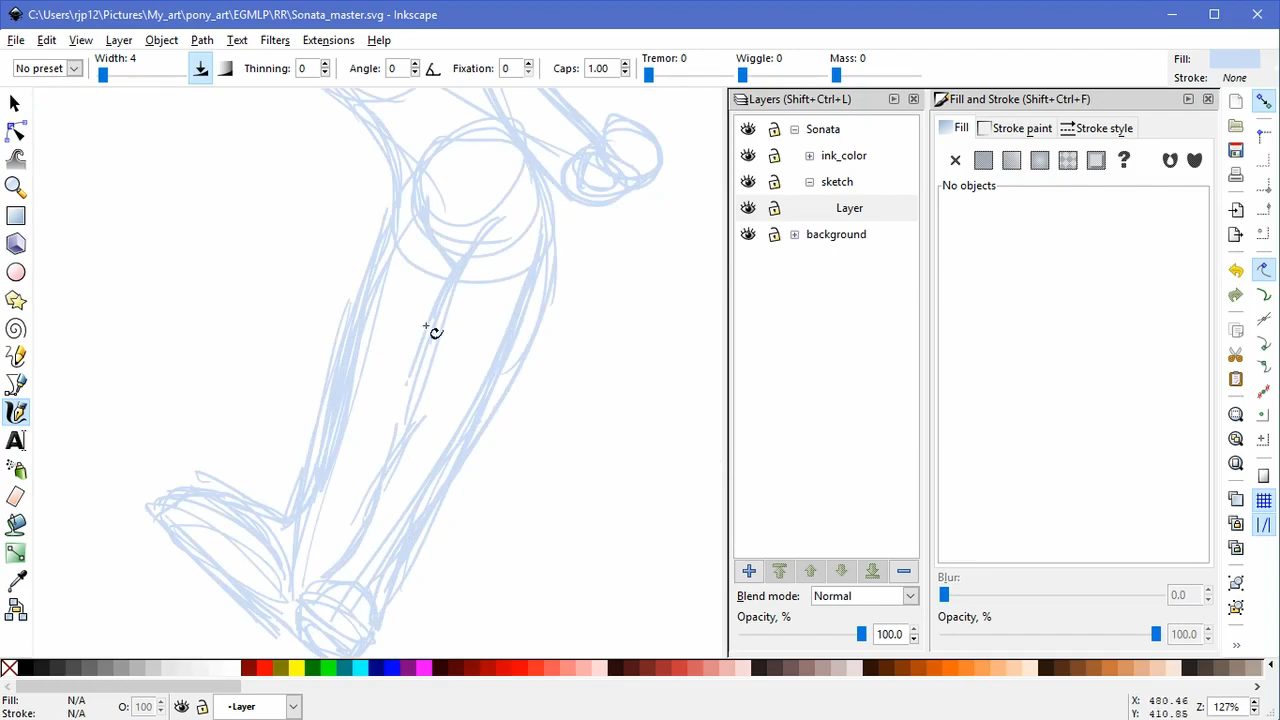 C:\Users\rjp12\Pictures\My_art\pony_art\EGMLP\RR\Sonata_master.svg - Inkscape
File Edit View Layer Object Path Text Filters Extensions Help
No preset Width: 4 Thinning: 0 Angle: 0 Fixation: 0 Caps: 1.00 Tremor: 0 Wiggle: 0 Mass: 0 Fill:
Stroke: None
Layers (Shift+Ctrl+L) Fill and Stroke (Shift+Ctrl+F)
Sonata Fill Stroke paint Stroke style
ink_color
sketch No objects
Layer
background
Blur:
Blend mode: Normal 0.0
Opacity, % Opacity, %
100.0 100.0
Fill: N/A O: 100 -Layer X: 480.46 Z: 127%
Stroke: N/A Y: 410.85